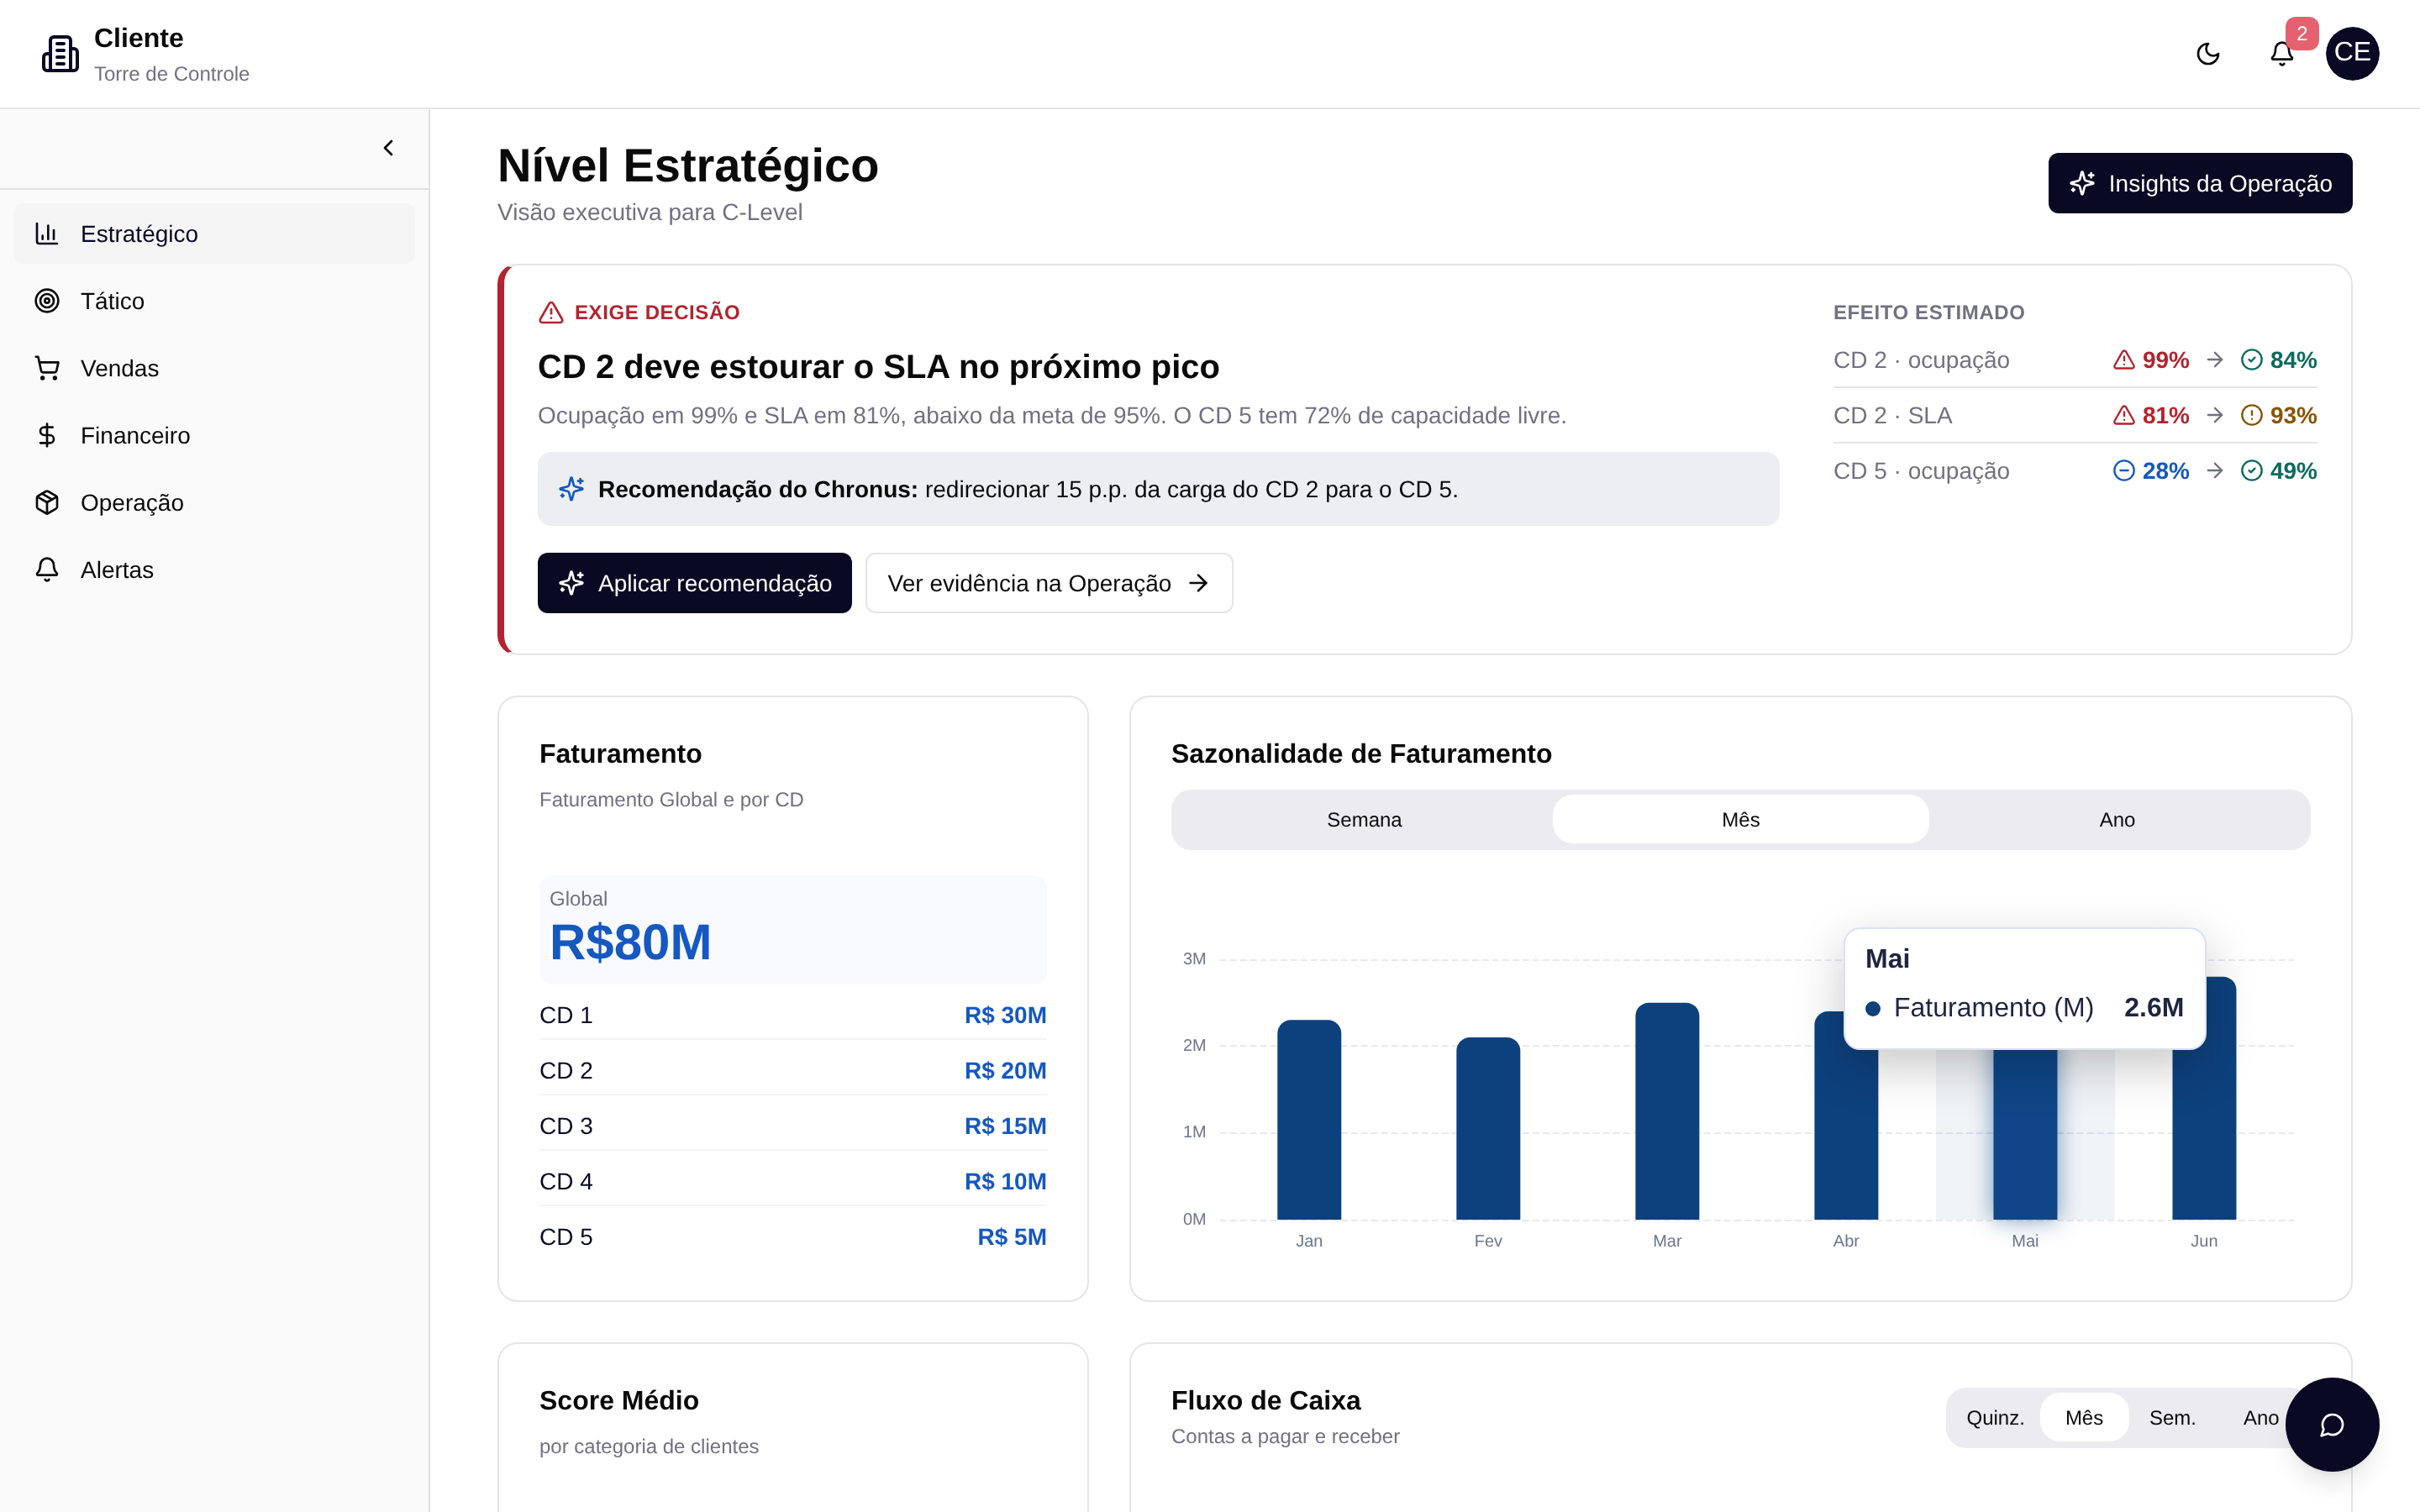 Cliente
Torre de Controle
2
CE
Estratégico
Tático
Vendas
Financeiro
Operação
Alertas
Nível Estratégico
Visão executiva para C-Level
Insights da Operação
EXIGE DECISÃO
CD 2 deve estourar o SLA no próximo pico
Ocupação em 99% e SLA em 81%, abaixo da meta de 95%. O CD 5 tem 72% de capacidade livre.
Recomendação do Chronus: redirecionar 15 p.p. da carga do CD 2 para o CD 5.
Aplicar recomendação
Ver evidência na Operação
EFEITO ESTIMADO
CD 2 · ocupação 99% → 84%
CD 2 · SLA 81% → 93%
CD 5 · ocupação 28% → 49%
Faturamento
Faturamento Global e por CD
Global
R$80M
CD 1 R$ 30M
CD 2 R$ 20M
CD 3 R$ 15M
CD 4 R$ 10M
CD 5 R$ 5M
Sazonalidade de Faturamento
Semana Mês Ano
3M
2M
1M
0M
Mai
Faturamento (M) 2.6M
Jan Fev Mar Abr Mai Jun
Score Médio
por categoria de clientes
Fluxo de Caixa
Contas a pagar e receber
Quinz. Mês Sem. Ano